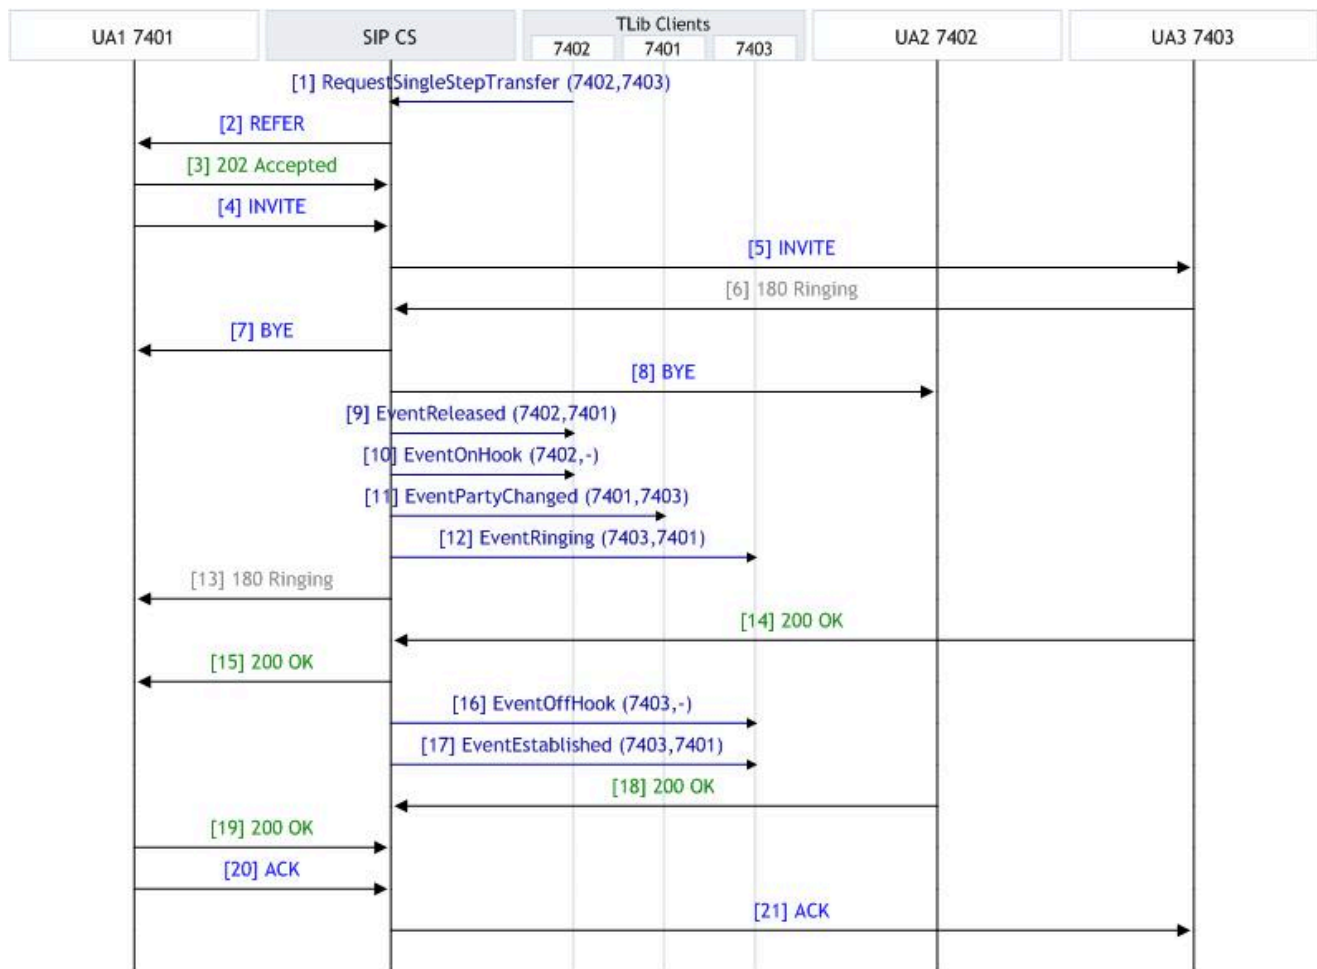 UA1 7401
SIP CS
TLib Clients
7402
7401
7403
UA2 7402
UA3 7403
[1] RequestSingleStepTransfer (7402,7403)
[2] REFER
[3] 202 Accepted
[4] INVITE
[5] INVITE
[6] 180 Ringing
[7] BYE
[8] BYE
[9] EventReleased (7402,7401)
[10] EventOnHook (7402,-)
[11] EventPartyChanged (7401,7403)
[12] EventRinging (7403,7401)
[13] 180 Ringing
[14] 200 OK
[15] 200 OK
[16] EventOffHook (7403,-)
[17] EventEstablished (7403,7401)
[18] 200 OK
[19] 200 OK
[20] ACK
[21] ACK